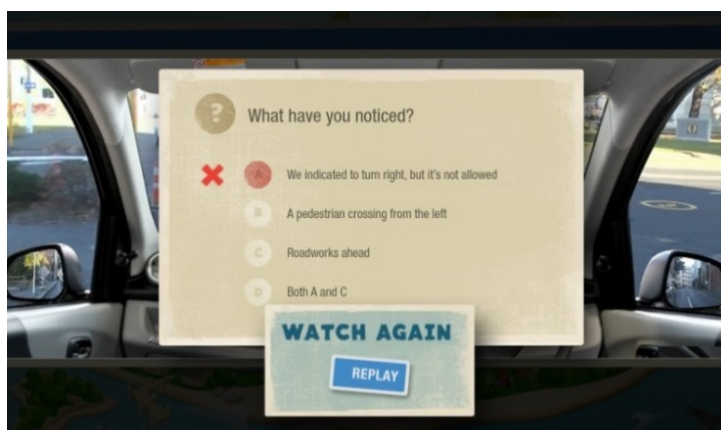 ?
What have you noticed?
A We indicated to turn right, but it's not allowed
B A pedestrian crossing from the left
C Roadworks ahead
D Both A and C
WATCH AGAIN
REPLAY